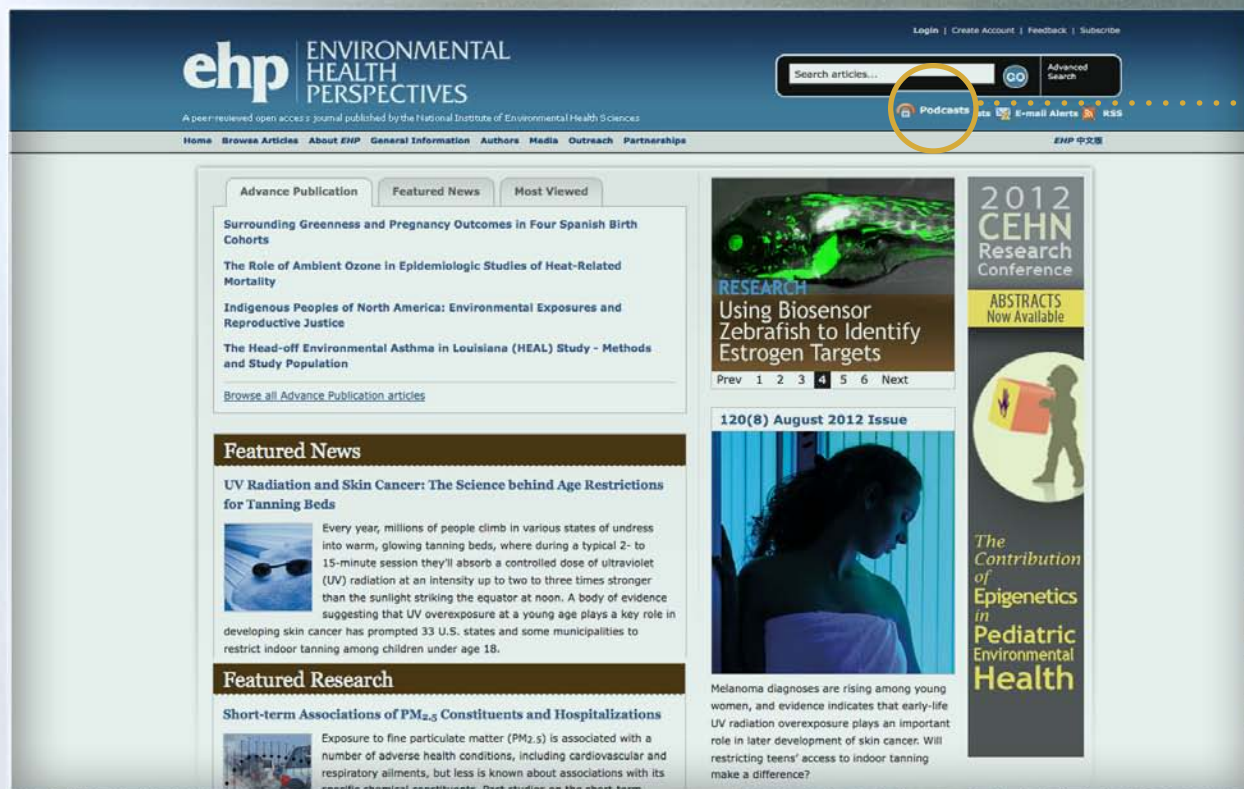 Login | Create Account | Feedback | Subscribe
ehp
ENVIRONMENTAL
HEALTH
PERSPECTIVES
A peer-reviewed open access journal published by the National Institute of Environmental Health Sciences
Search articles...
GO
Advanced
Search
Podcasts
E-mail Alerts
RSS
Home Browse Articles About EHP General Information Authors Media Outreach Partnerships
EHP 中文版
Advance Publication
Featured News
Most Viewed
Surrounding Greenness and Pregnancy Outcomes in Four Spanish Birth
Cohorts
The Role of Ambient Ozone in Epidemiologic Studies of Heat-Related
Mortality
Indigenous Peoples of North America: Environmental Exposures and
Reproductive Justice
The Head-off Environmental Asthma in Louisiana (HEAL) Study - Methods
and Study Population
Browse all Advance Publication articles
Featured News
UV Radiation and Skin Cancer: The Science behind Age Restrictions
for Tanning Beds
Every year, millions of people climb in various states of undress
into warm, glowing tanning beds, where during a typical 2- to
15-minute session they'll absorb a controlled dose of ultraviolet
(UV) radiation at an intensity up to two to three times stronger
than the sunlight striking the equator at noon. A body of evidence
suggesting that UV overexposure at a young age plays a key role in
developing skin cancer has prompted 33 U.S. states and some municipalities to
restrict indoor tanning among children under age 18.
Featured Research
Short-term Associations of PM2.5 Constituents and Hospitalizations
Exposure to fine particulate matter (PM2.5) is associated with a
number of adverse health conditions, including cardiovascular and
respiratory ailments, but less is known about associations with its
RESEARCH
Using Biosensor
Zebrafish to Identify
Estrogen Targets
Prev 1 2 3 4 5 6 Next
120(8) August 2012 Issue
Melanoma diagnoses are rising among young
women, and evidence indicates that early-life
UV radiation overexposure plays an important
role in later development of skin cancer. Will
restricting teens' access to indoor tanning
make a difference?
2012
CEHN
Research
Conference
ABSTRACTS
Now Available
The
Contribution
of
Epigenetics
in
Pediatric
Environmental
Health